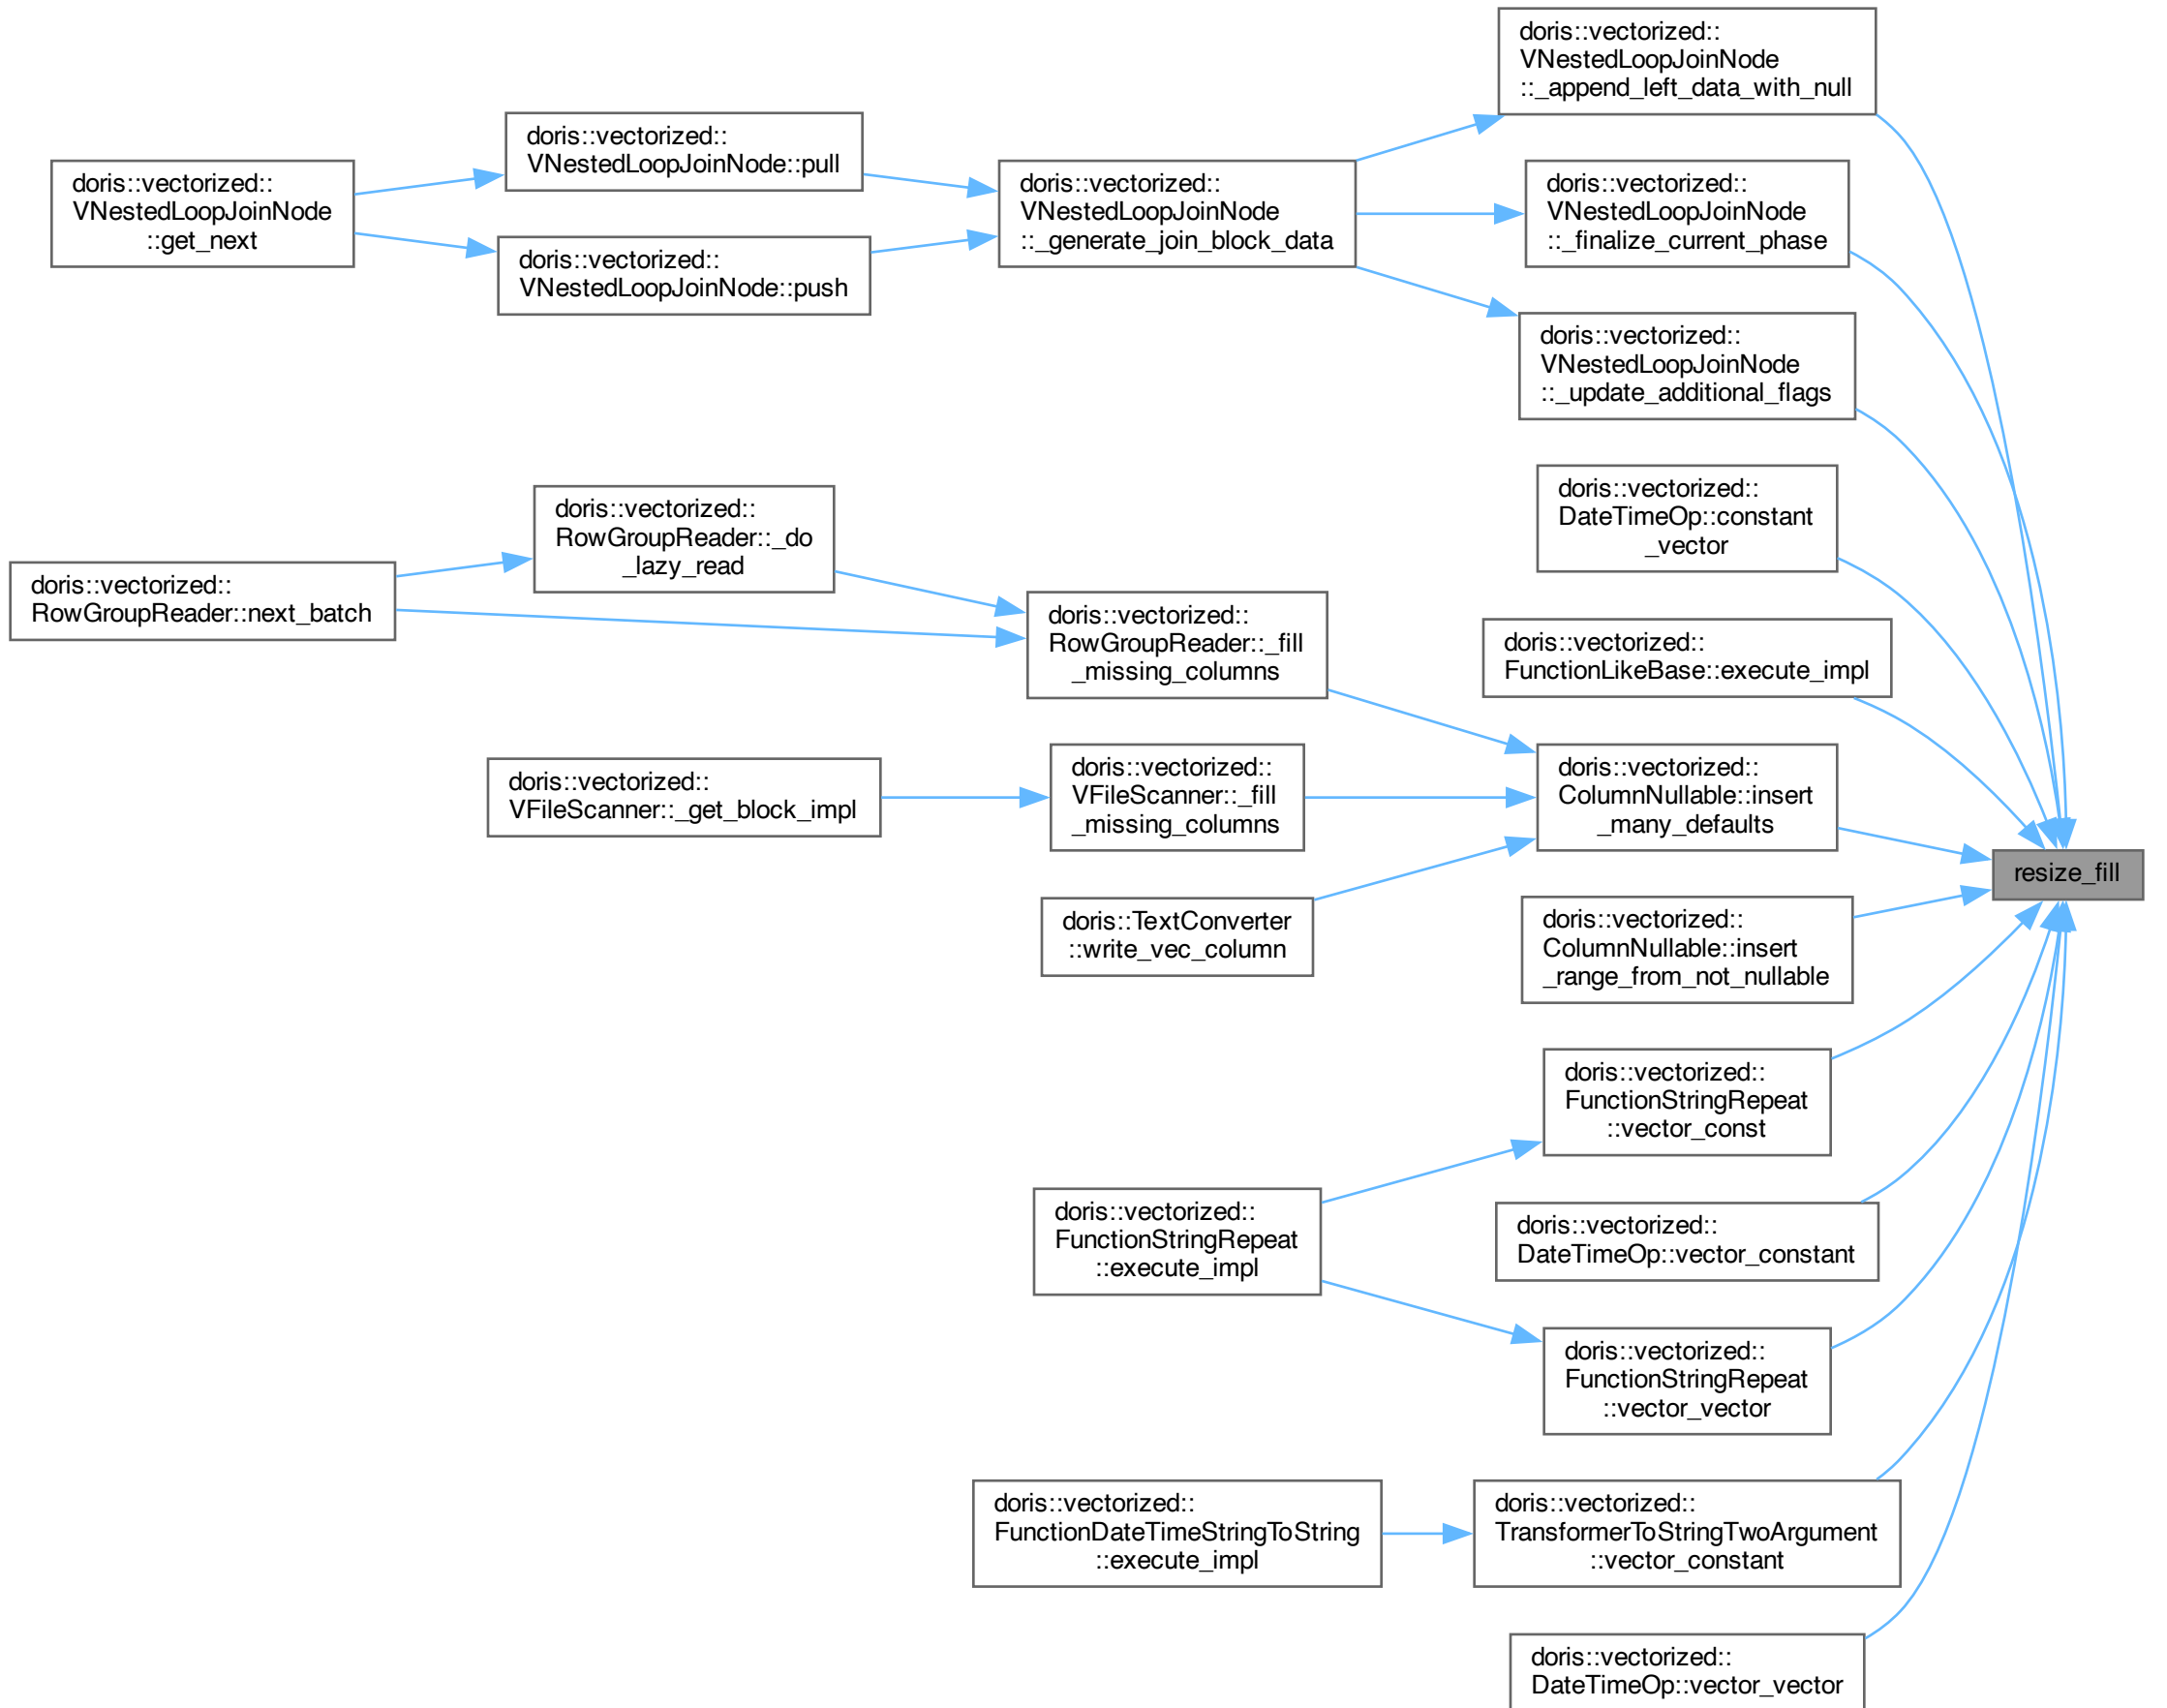 doris::vectorized::
VNestedLoopJoinNode
::_append_left_data_with_null
doris::vectorized::
VNestedLoopJoinNode::pull
doris::vectorized::
VNestedLoopJoinNode
::get_next
doris::vectorized::
VNestedLoopJoinNode
::_generate_join_block_data
doris::vectorized::
VNestedLoopJoinNode
::_finalize_current_phase
doris::vectorized::
VNestedLoopJoinNode::push
doris::vectorized::
VNestedLoopJoinNode
::_update_additional_flags
doris::vectorized::
DateTimeOp::constant
_vector
doris::vectorized::
RowGroupReader::_do
_lazy_read
doris::vectorized::
RowGroupReader::next_batch
doris::vectorized::
RowGroupReader::_fill
_missing_columns
doris::vectorized::
FunctionLikeBase::execute_impl
doris::vectorized::
VFileScanner::_get_block_impl
doris::vectorized::
VFileScanner::_fill
_missing_columns
doris::vectorized::
ColumnNullable::insert
_many_defaults
resize_fill
doris::TextConverter
::write_vec_column
doris::vectorized::
ColumnNullable::insert
_range_from_not_nullable
doris::vectorized::
FunctionStringRepeat
::vector_const
doris::vectorized::
FunctionStringRepeat
::execute_impl
doris::vectorized::
DateTimeOp::vector_constant
doris::vectorized::
FunctionStringRepeat
::vector_vector
doris::vectorized::
FunctionDateTimeStringToString
::execute_impl
doris::vectorized::
TransformerToStringTwoArgument
::vector_constant
doris::vectorized::
DateTimeOp::vector_vector